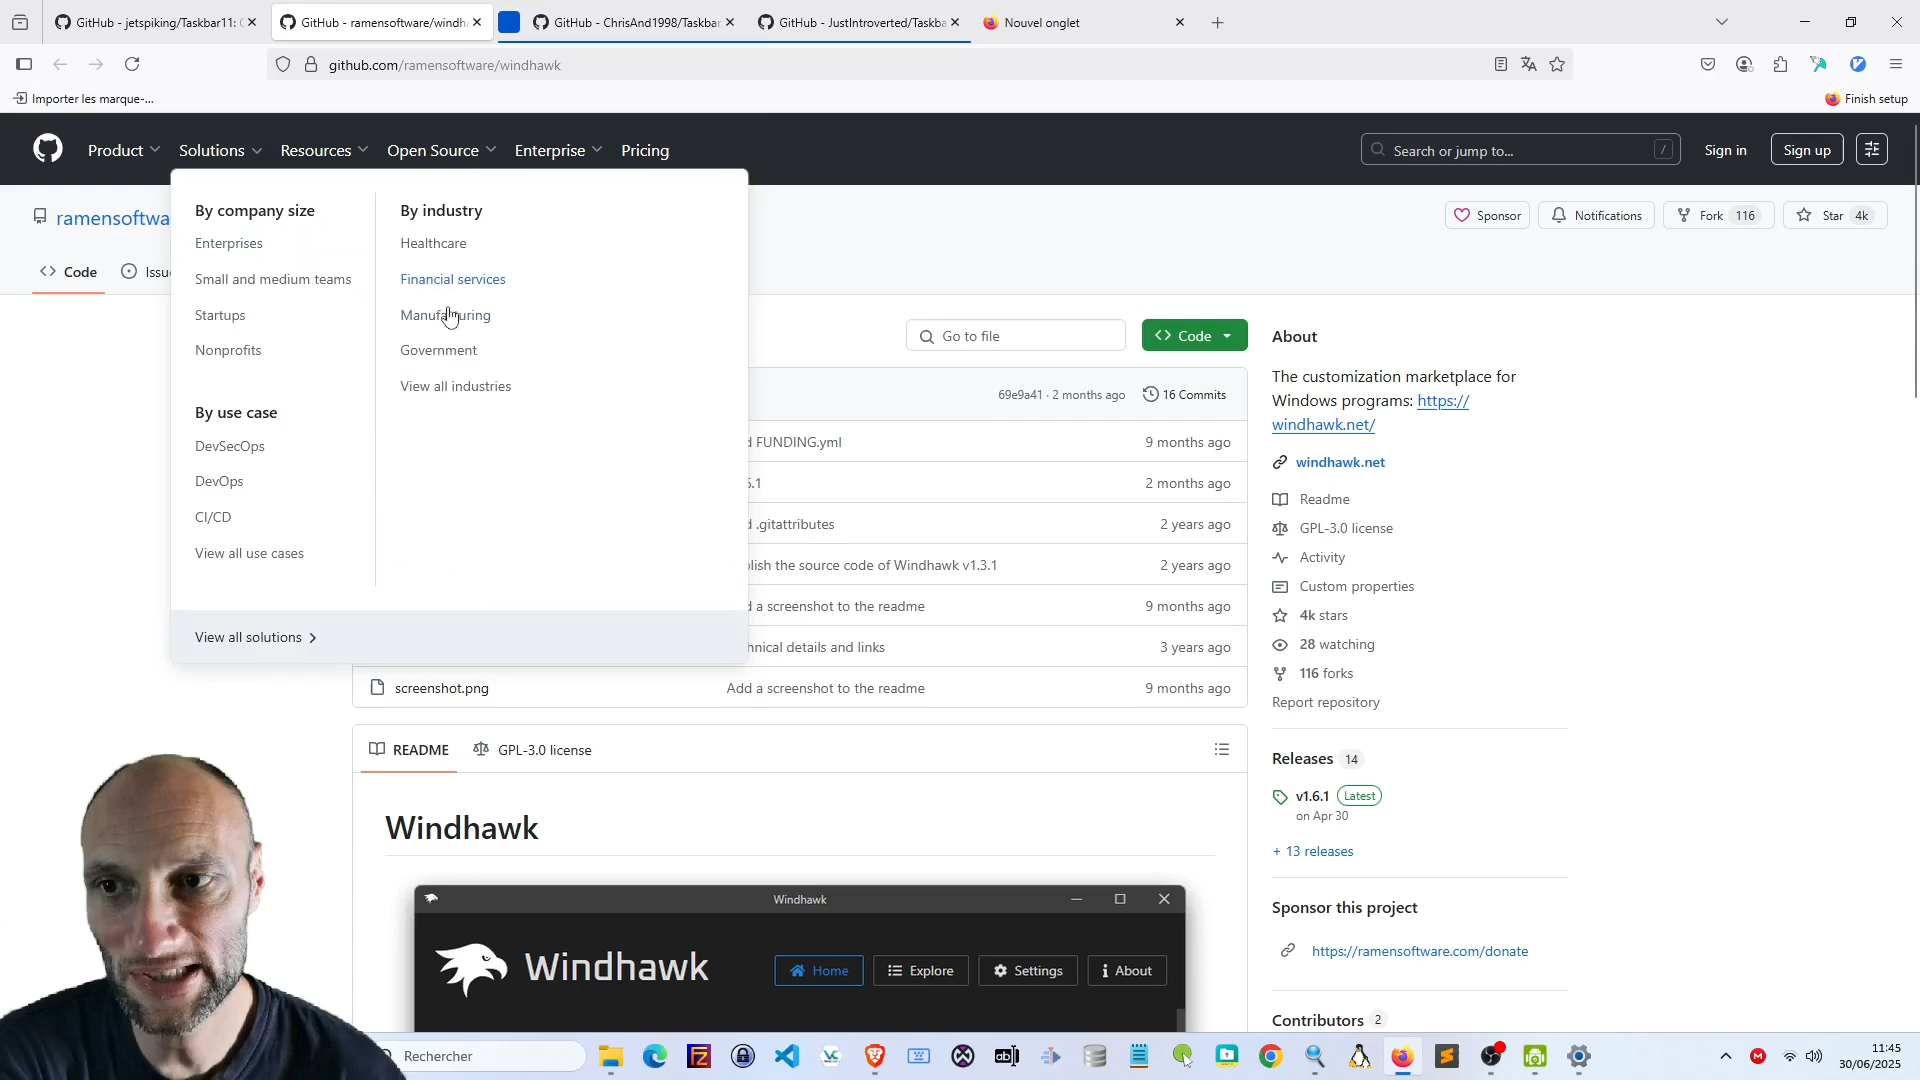 GitHub - jetspiking/Taskbar11:
GitHub - ramensoftware/windh
GitHub - ChrisAnd1998/Taskbar
GitHub - JustIntroverted/Taskba
Nouvel onglet
github.com/ramensoftware/windhawk
Importer les marque-...
Finish setup
Product
Solutions
Resources
Open Source
Enterprise
Pricing
Search or jump to...
/
Sign in
Sign up
ramensoftwa
Sponsor
Notifications
Fork 116
Star 4k
Code
Issu
By company size
Enterprises
Small and medium teams
Startups
Nonprofits
By use case
DevSecOps
DevOps
CI/CD
View all use cases
By industry
Healthcare
Financial services
Manufacturing
Government
View all industries
View all solutions
Go to file
Code
69e9a41 · 2 months ago
16 Commits
d FUNDING.yml
9 months ago
6.1
2 months ago
d .gitattributes
2 years ago
lish the source code of Windhawk v1.3.1
2 years ago
d a screenshot to the readme
9 months ago
hnical details and links
3 years ago
screenshot.png
Add a screenshot to the readme
9 months ago
README
GPL-3.0 license
Windhawk
Windhawk
Windhawk
Home
Explore
Settings
About
About
The customization marketplace for
Windows programs: https://
windhawk.net/
windhawk.net
Readme
GPL-3.0 license
Activity
Custom properties
4k stars
28 watching
116 forks
Report repository
Releases 14
v1.6.1 Latest
on Apr 30
+ 13 releases
Sponsor this project
https://ramensoftware.com/donate
Contributors 2
Rechercher
11:45
30/06/2025